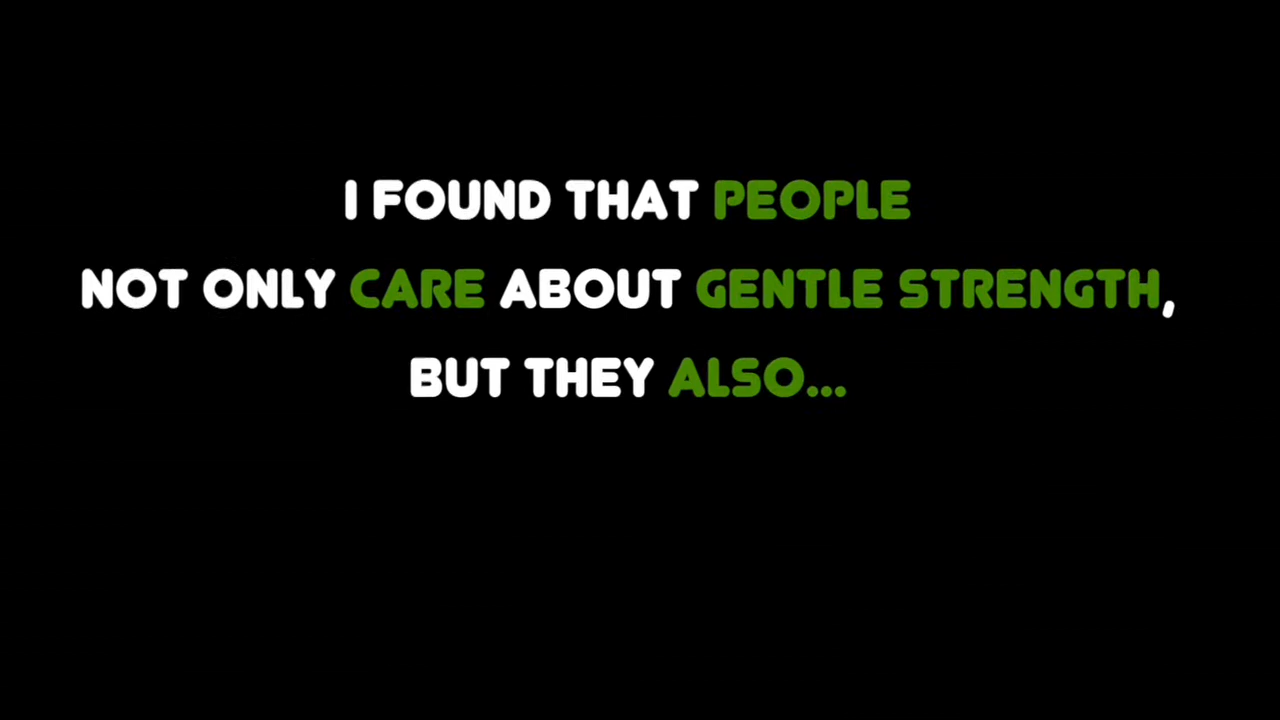 I FOUND THAT PEOPLE
NOT ONLY CARE ABOUT GENTLE STRENGTH,
BUT THEY ALSO...